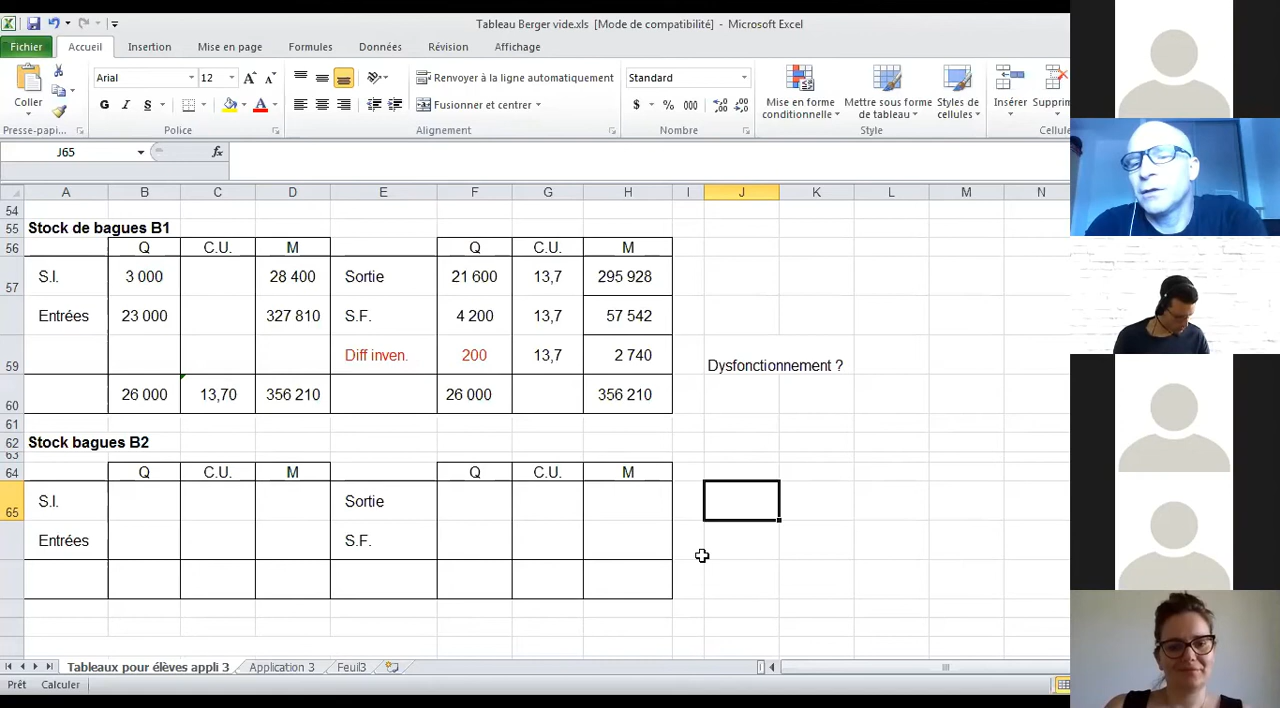 Tableau Berger vide.xls [Mode de compatibilité] - Microsoft Excel
Fichier Accueil Insertion Mise en page Formules Données Révision Affichage
Coller
Presse-papi...
Arial 12
G I S
Police
Renvoyer à la ligne automatiquement
Fusionner et centrer
Alignement
Standard
$ % 000
Nombre
Mise en forme conditionnelle
Mettre sous forme de tableau
Styles de cellules
Style
Insérer
Supprim
Cellule
J65 fx
A B C D E F G H I J K L M N
54
55 Stock de bagues B1
56 Q C.U. M Q C.U. M
57 S.I. 3 000 28 400 Sortie 21 600 13,7 295 928
Entrées 23 000 327 810 S.F. 4 200 13,7 57 542
59 Diff inven. 200 13,7 2 740 Dysfonctionnement ?
60 26 000 13,70 356 210 26 000 356 210
61
62 Stock bagues B2
63
64 Q C.U. M Q C.U. M
65 S.I. Sortie
Entrées S.F.
Tableaux pour élèves appli 3 Application 3 Feuil3
Prêt Calculer